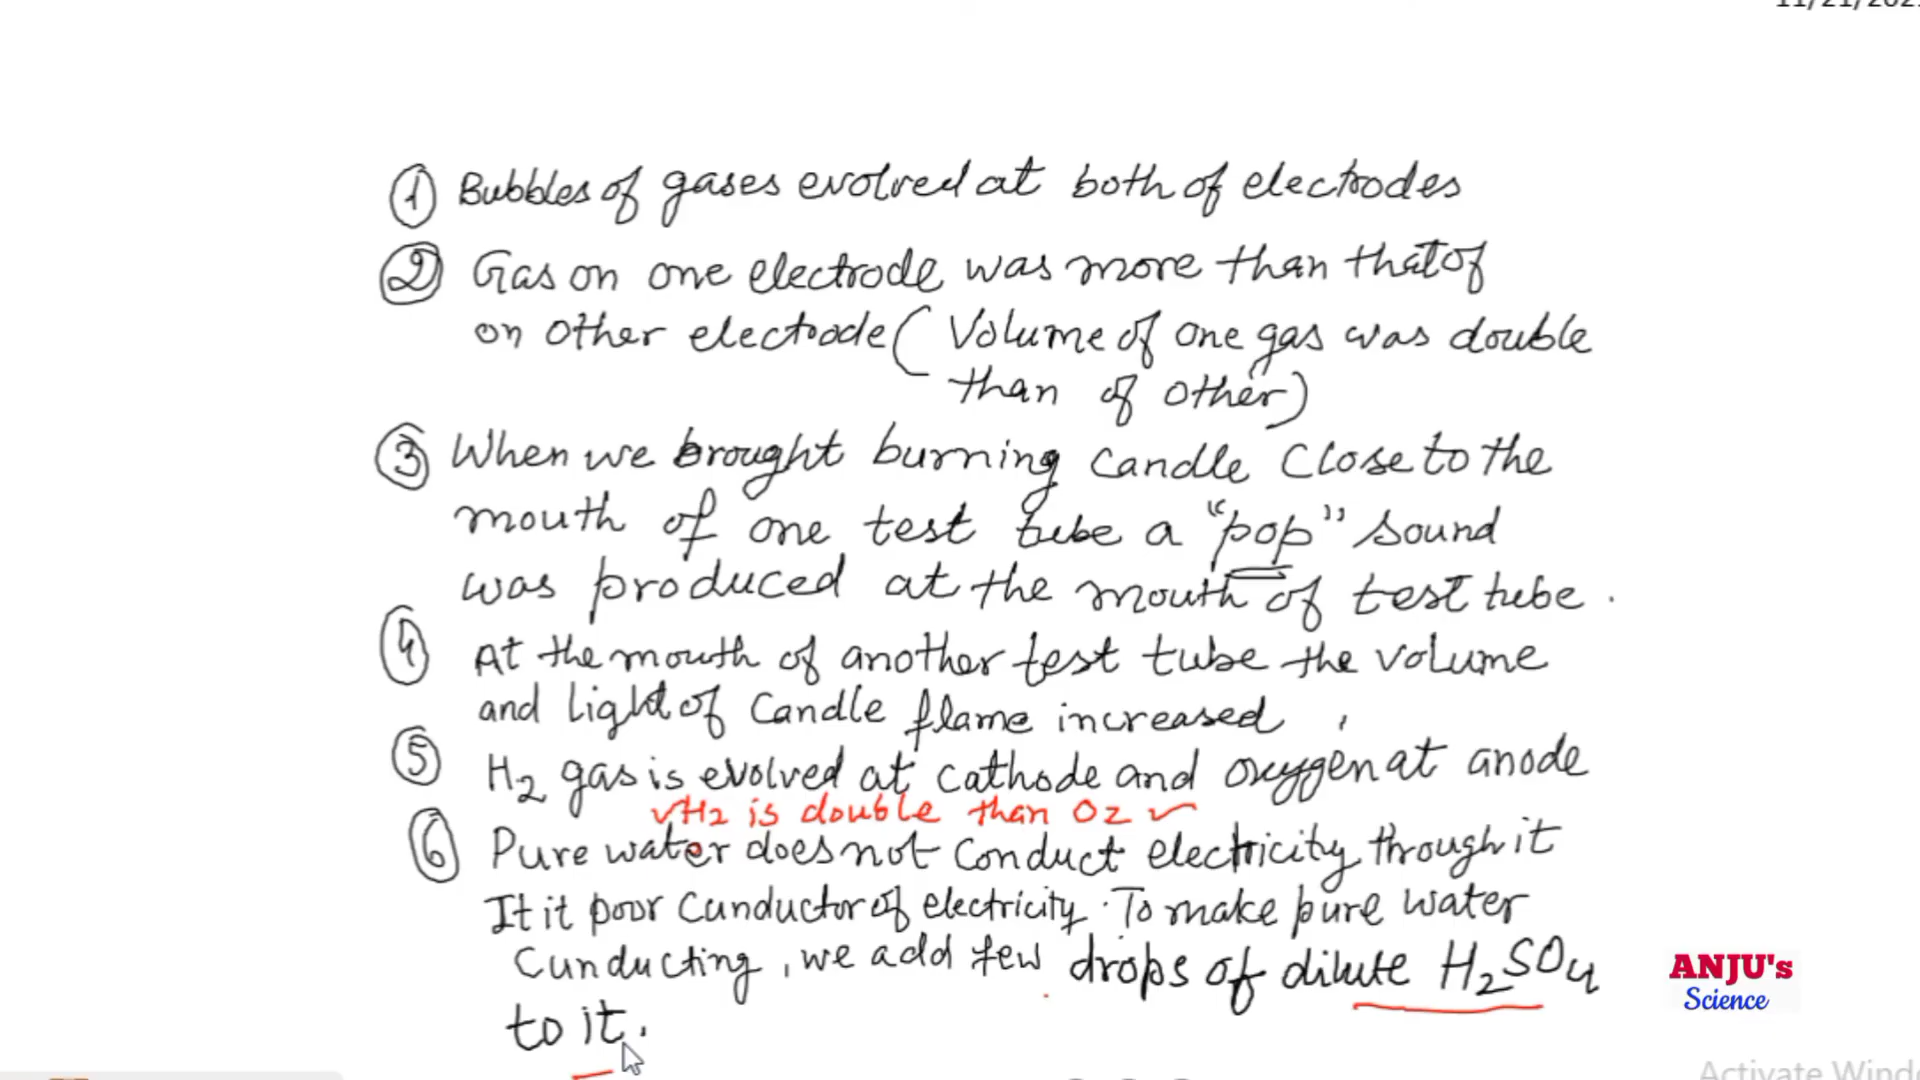 ① Bubbles of gases evolved at both of electrodes
② Gas on one electrode was more than that of
on other electrode (Volume of one gas was double
than of other)
③ When we brought burning candle close to the
mouth of one test tube a "pop" sound
was produced at the mouth of test tube.
④ At the mouth of another test tube the volume
and light of candle flame increased,
⑤ H2 gas is evolved at cathode and oxygen at anode
✓H2 is double than O2 ✓
⑥ Pure water does not conduct electricity through it
It it poor cunductor of electricity. To make pure water
cunducting, we add few drops of dilute H2SO4
to it.
ANJU's
Science